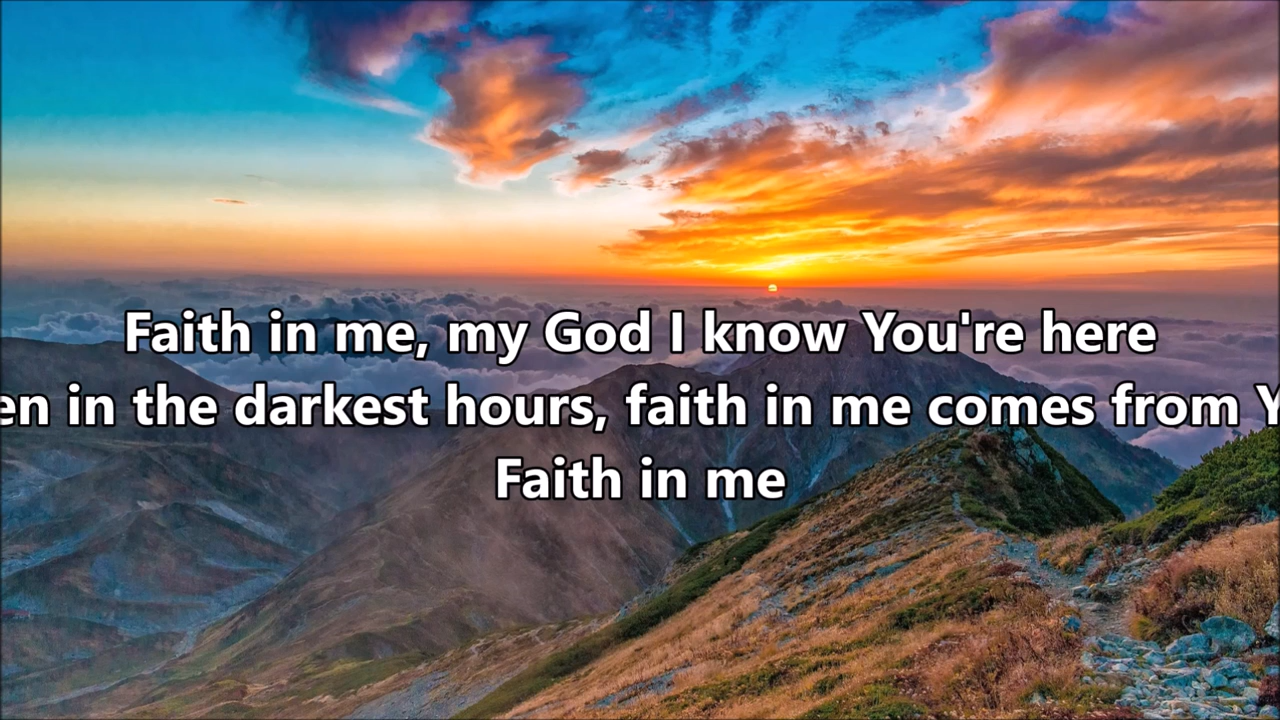 Faith in me, my God I know You're here
en in the darkest hours, faith in me comes from Y
Faith in me